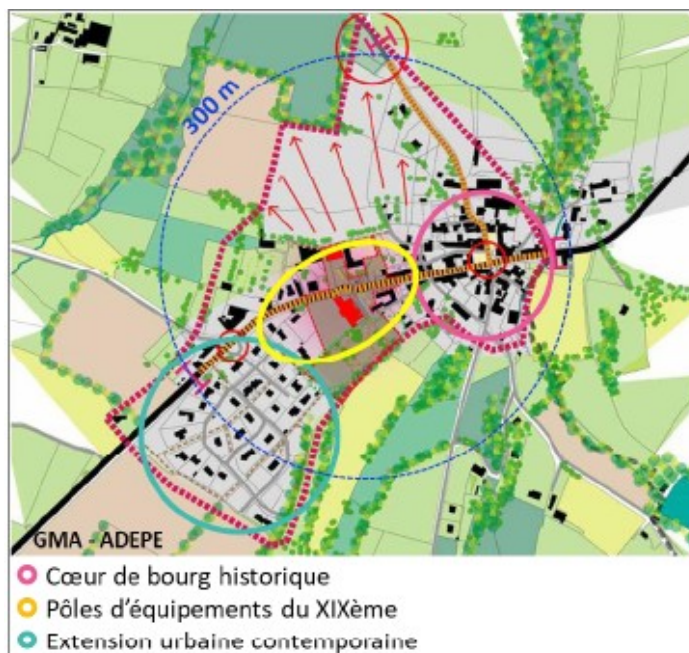 300 m
GMA - ADEPE
Cœur de bourg historique
Pôles d'équipements du XIXème
Extension urbaine contemporaine